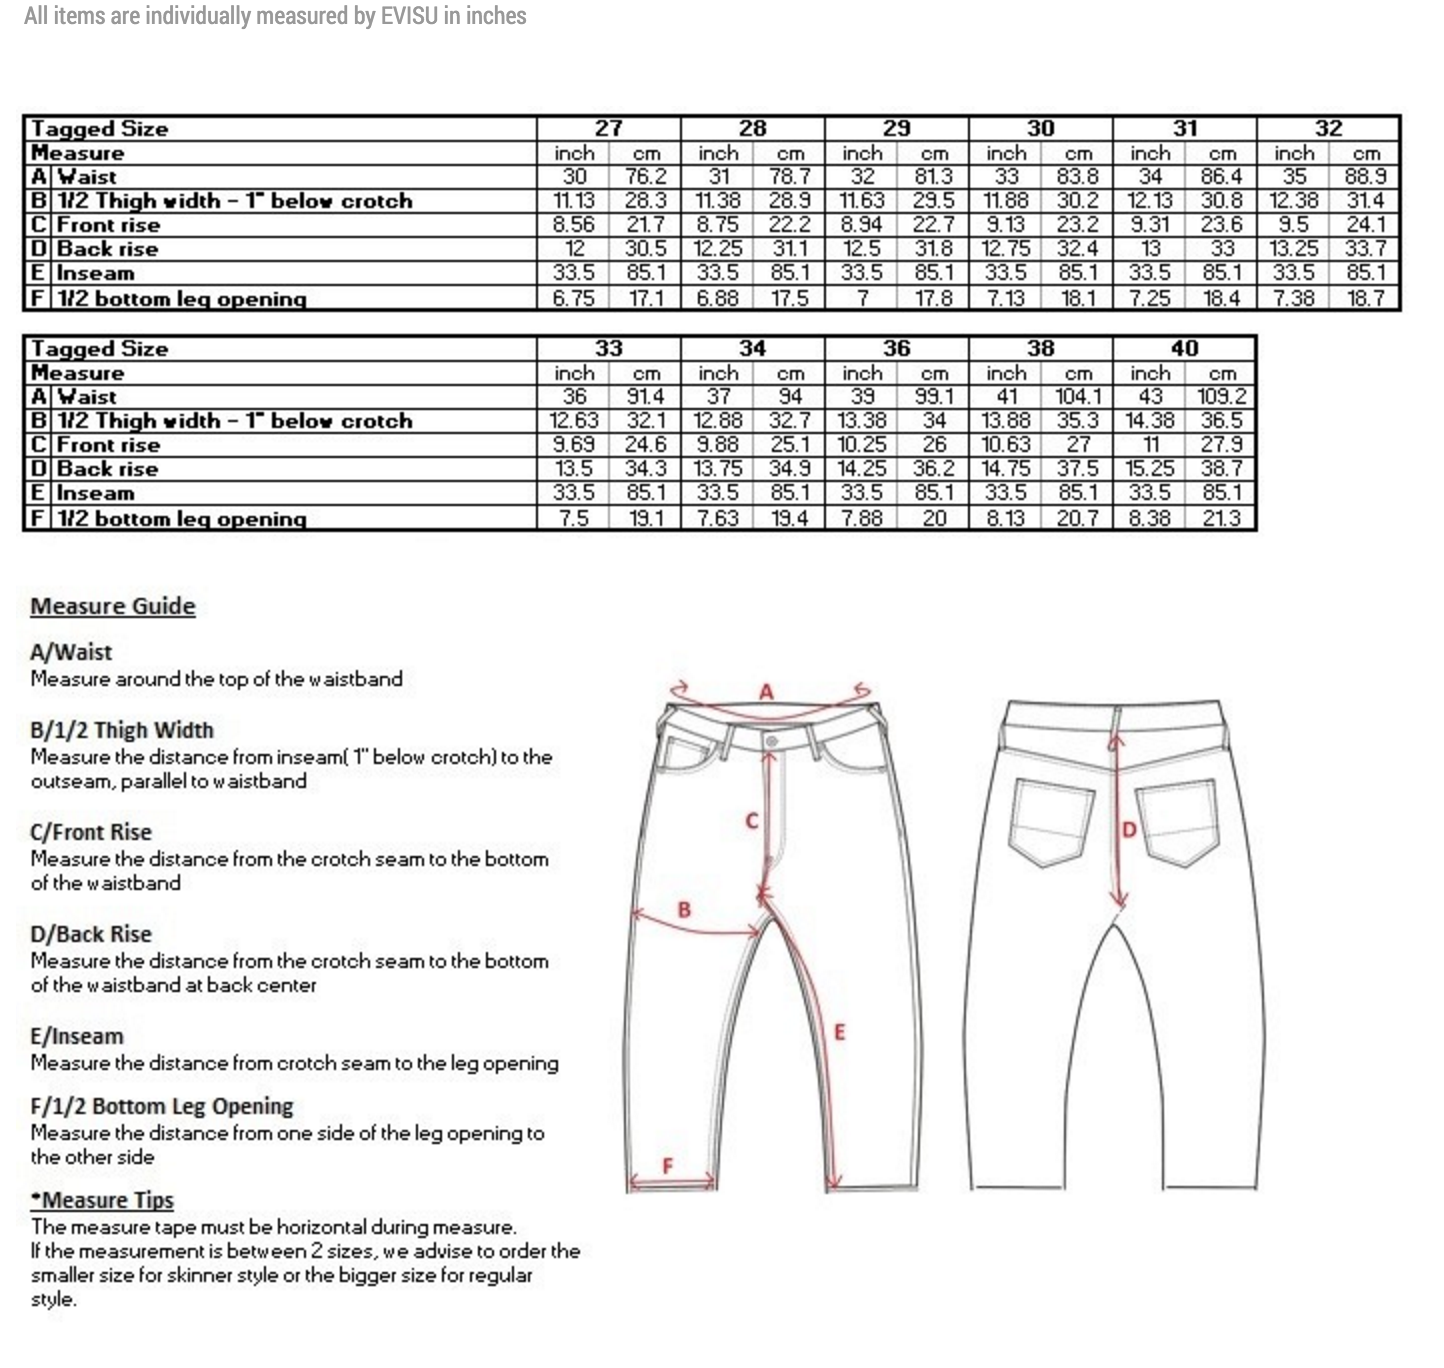 All items are individually measured by EVISU in inches
Tagged Size 27 28 29 30 31 32
Measure inch cm inch cm inch cm inch cm inch cm inch cm
A Waist 30 76.2 31 78.7 32 81.3 33 83.8 34 86.4 35 88.9
B 1/2 Thigh width - 1" below crotch 11.13 28.3 11.38 28.9 11.63 29.5 11.88 30.2 12.13 30.8 12.38 31.4
C Front rise 8.56 21.7 8.75 22.2 8.94 22.7 9.13 23.2 9.31 23.6 9.5 24.1
D Back rise 12 30.5 12.25 31.1 12.5 31.8 12.75 32.4 13 33 13.25 33.7
E Inseam 33.5 85.1 33.5 85.1 33.5 85.1 33.5 85.1 33.5 85.1 33.5 85.1
F 1/2 bottom leg opening 6.75 17.1 6.88 17.5 7 17.8 7.13 18.1 7.25 18.4 7.38 18.7
Tagged Size 33 34 36 38 40
Measure inch cm inch cm inch cm inch cm inch cm
A Waist 36 91.4 37 94 39 99.1 41 104.1 43 109.2
B 1/2 Thigh width - 1" below crotch 12.63 32.1 12.88 32.7 13.38 34 13.88 35.3 14.38 36.5
C Front rise 9.69 24.6 9.88 25.1 10.25 26 10.63 27 11 27.9
D Back rise 13.5 34.3 13.75 34.9 14.25 36.2 14.75 37.5 15.25 38.7
E Inseam 33.5 85.1 33.5 85.1 33.5 85.1 33.5 85.1 33.5 85.1
F 1/2 bottom leg opening 7.5 19.1 7.63 19.4 7.88 20 8.13 20.7 8.38 21.3
Measure Guide
A/Waist
Measure around the top of the waistband
B/1/2 Thigh Width
Measure the distance from inseam( 1" below crotch) to the
outseam, parallel to waistband
C/Front Rise
Measure the distance from the crotch seam to the bottom
of the waistband
D/Back Rise
Measure the distance from the crotch seam to the bottom
of the waistband at back center
E/Inseam
Measure the distance from crotch seam to the leg opening
F/1/2 Bottom Leg Opening
Measure the distance from one side of the leg opening to
the other side
*Measure Tips
The measure tape must be horizontal during measure.
If the measurement is between 2 sizes, we advise to order the
smaller size for skinner style or the bigger size for regular
style.
A
C
D
B
E
F